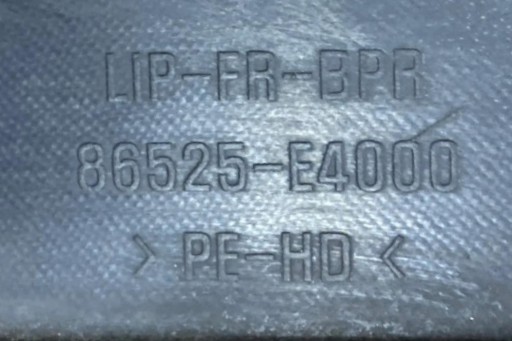 LIP-FR-BPR
86525-E4000
> PE-HD <